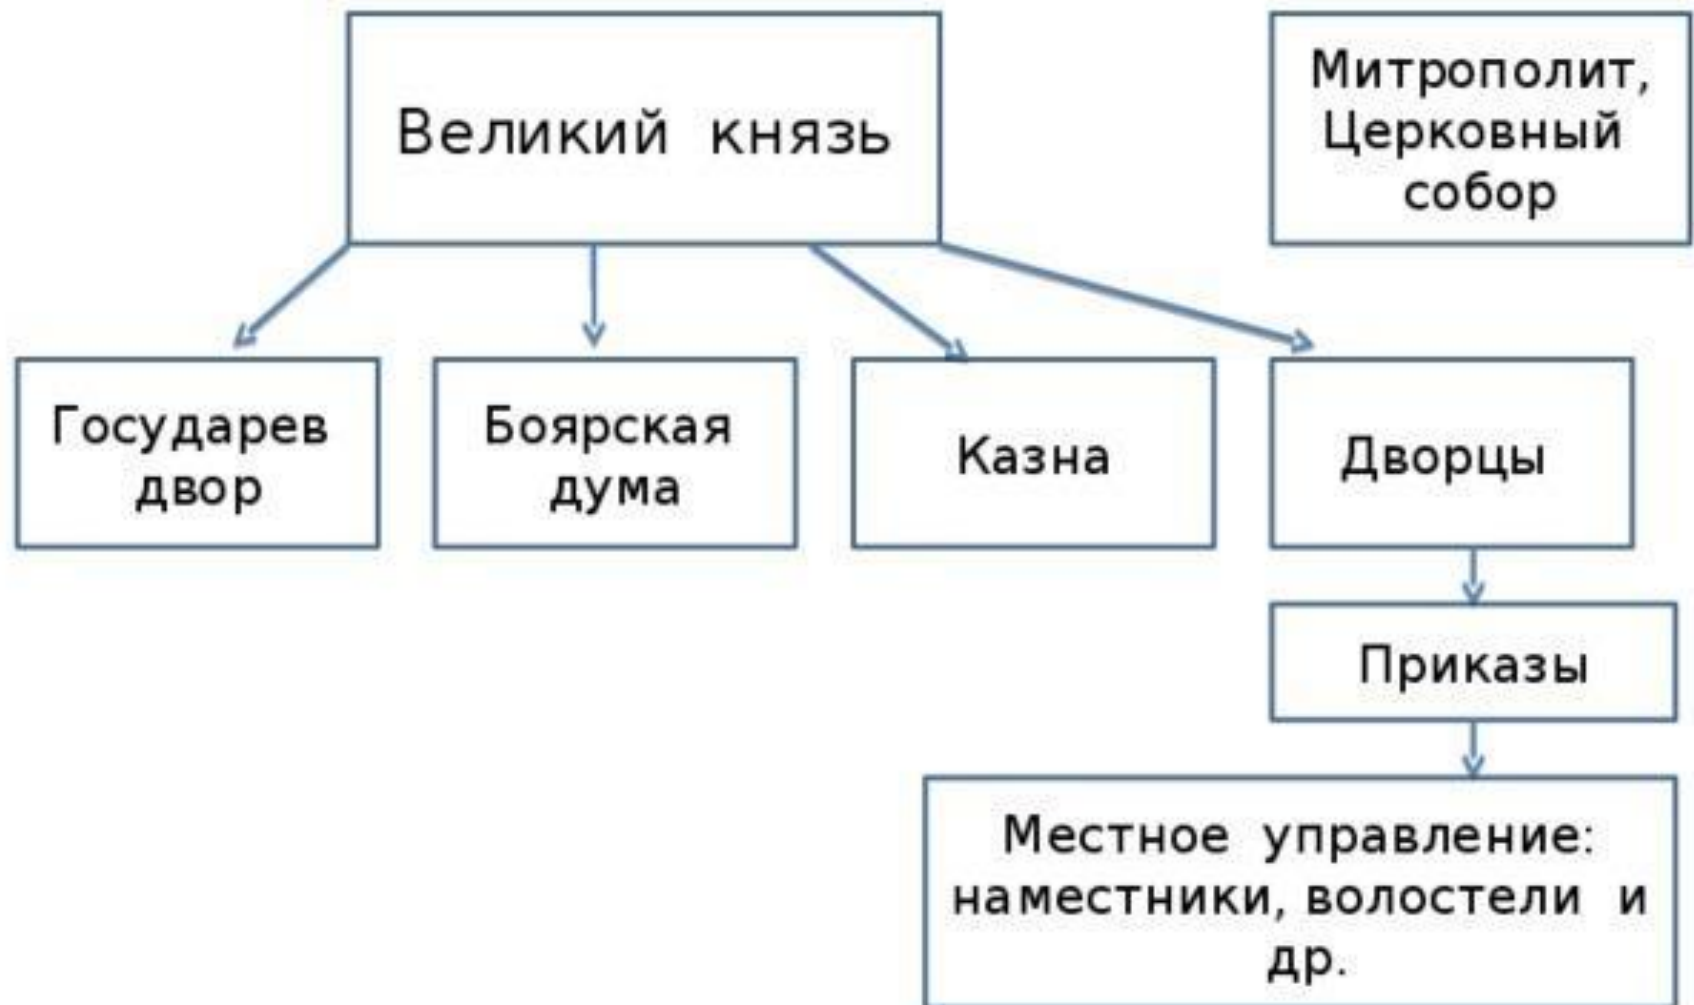 Великий князь
Митрополит,
Церковный
собор
Государев
двор
Боярская
дума
Казна
Дворцы
Приказы
Местное управление:
наместники, волостели и
др.